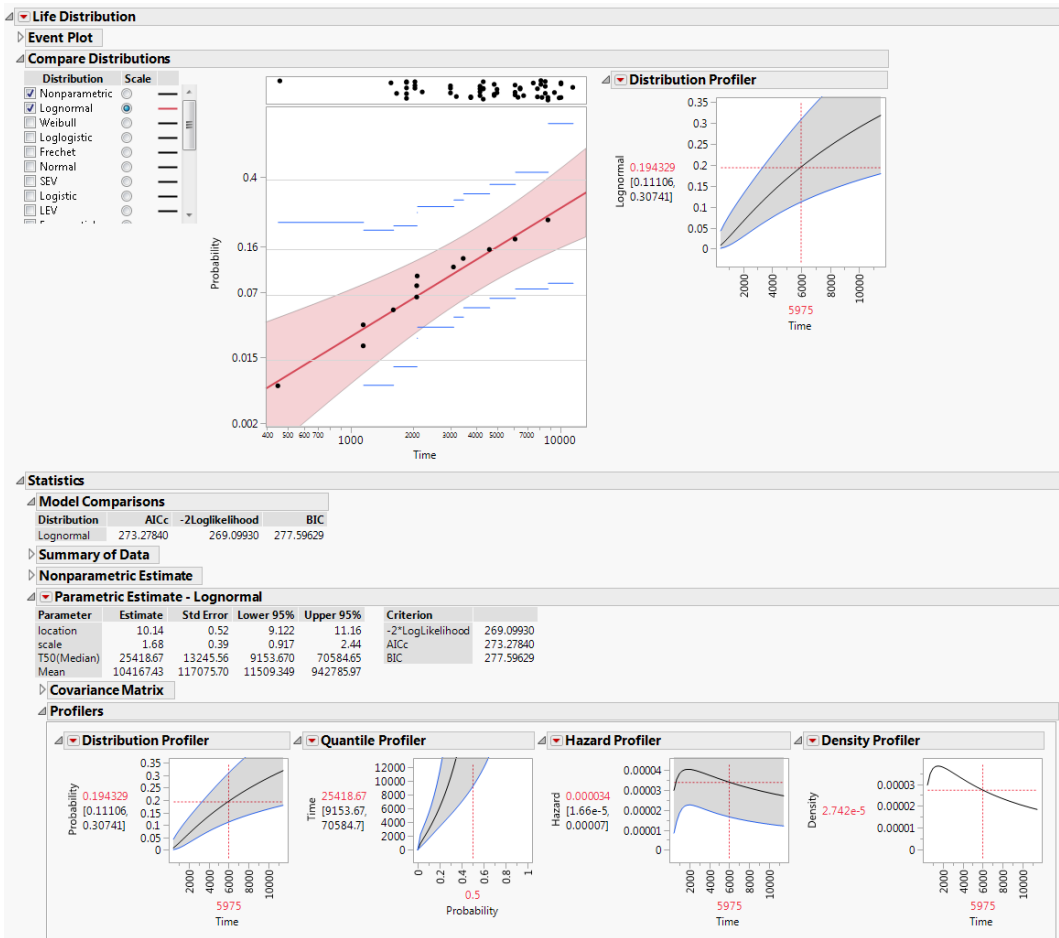 Life Distribution
Event Plot
Compare Distributions
Distribution Scale
Nonparametric
Lognormal
Weibull
Loglogistic
Frechet
Normal
SEV
Logistic
LEV
Probability
0.4
0.16
0.07
0.015
0.002
400 500 600 700 1000 2000 3000 4000 5000 7000 10000
Time
Distribution Profiler
Lognormal
0.194329
[0.11106,
0.30741]
0.35
0.3
0.25
0.2
0.15
0.1
0.05
0
2000 4000 6000 8000 10000
5975
Time
Statistics
Model Comparisons
Distribution AICc -2Loglikelihood BIC
Lognormal 273.27840 269.09930 277.59629
Summary of Data
Nonparametric Estimate
Parametric Estimate - Lognormal
Parameter Estimate Std Error Lower 95% Upper 95%
location 10.14 0.52 9.122 11.16
scale 1.68 0.39 0.917 2.44
T50(Median) 25418.67 13245.56 9153.670 70584.65
Mean 104167.43 117075.70 11509.349 942785.97
Criterion
-2*LogLikelihood 269.09930
AICc 273.27840
BIC 277.59629
Covariance Matrix
Profilers
Distribution Profiler
Probability
0.194329
[0.11106,
0.30741]
0.35
0.3
0.25
0.2
0.15
0.1
0.05
0
2000 4000 6000 8000 10000
5975
Time
Quantile Profiler
Time
25418.67
[9153.67,
70584.7]
12000
10000
8000
6000
4000
2000
0
0 0.2 0.4 0.6 0.8 1
0.5
Probability
Hazard Profiler
Hazard
0.000034
[1.66e-5,
0.00007]
0.00004
0.00003
0.00002
0.00001
0
2000 4000 6000 8000 10000
5975
Time
Density Profiler
Density
2.742e-5
0.00003
0.00002
0.00001
0
2000 4000 6000 8000 10000
5975
Time